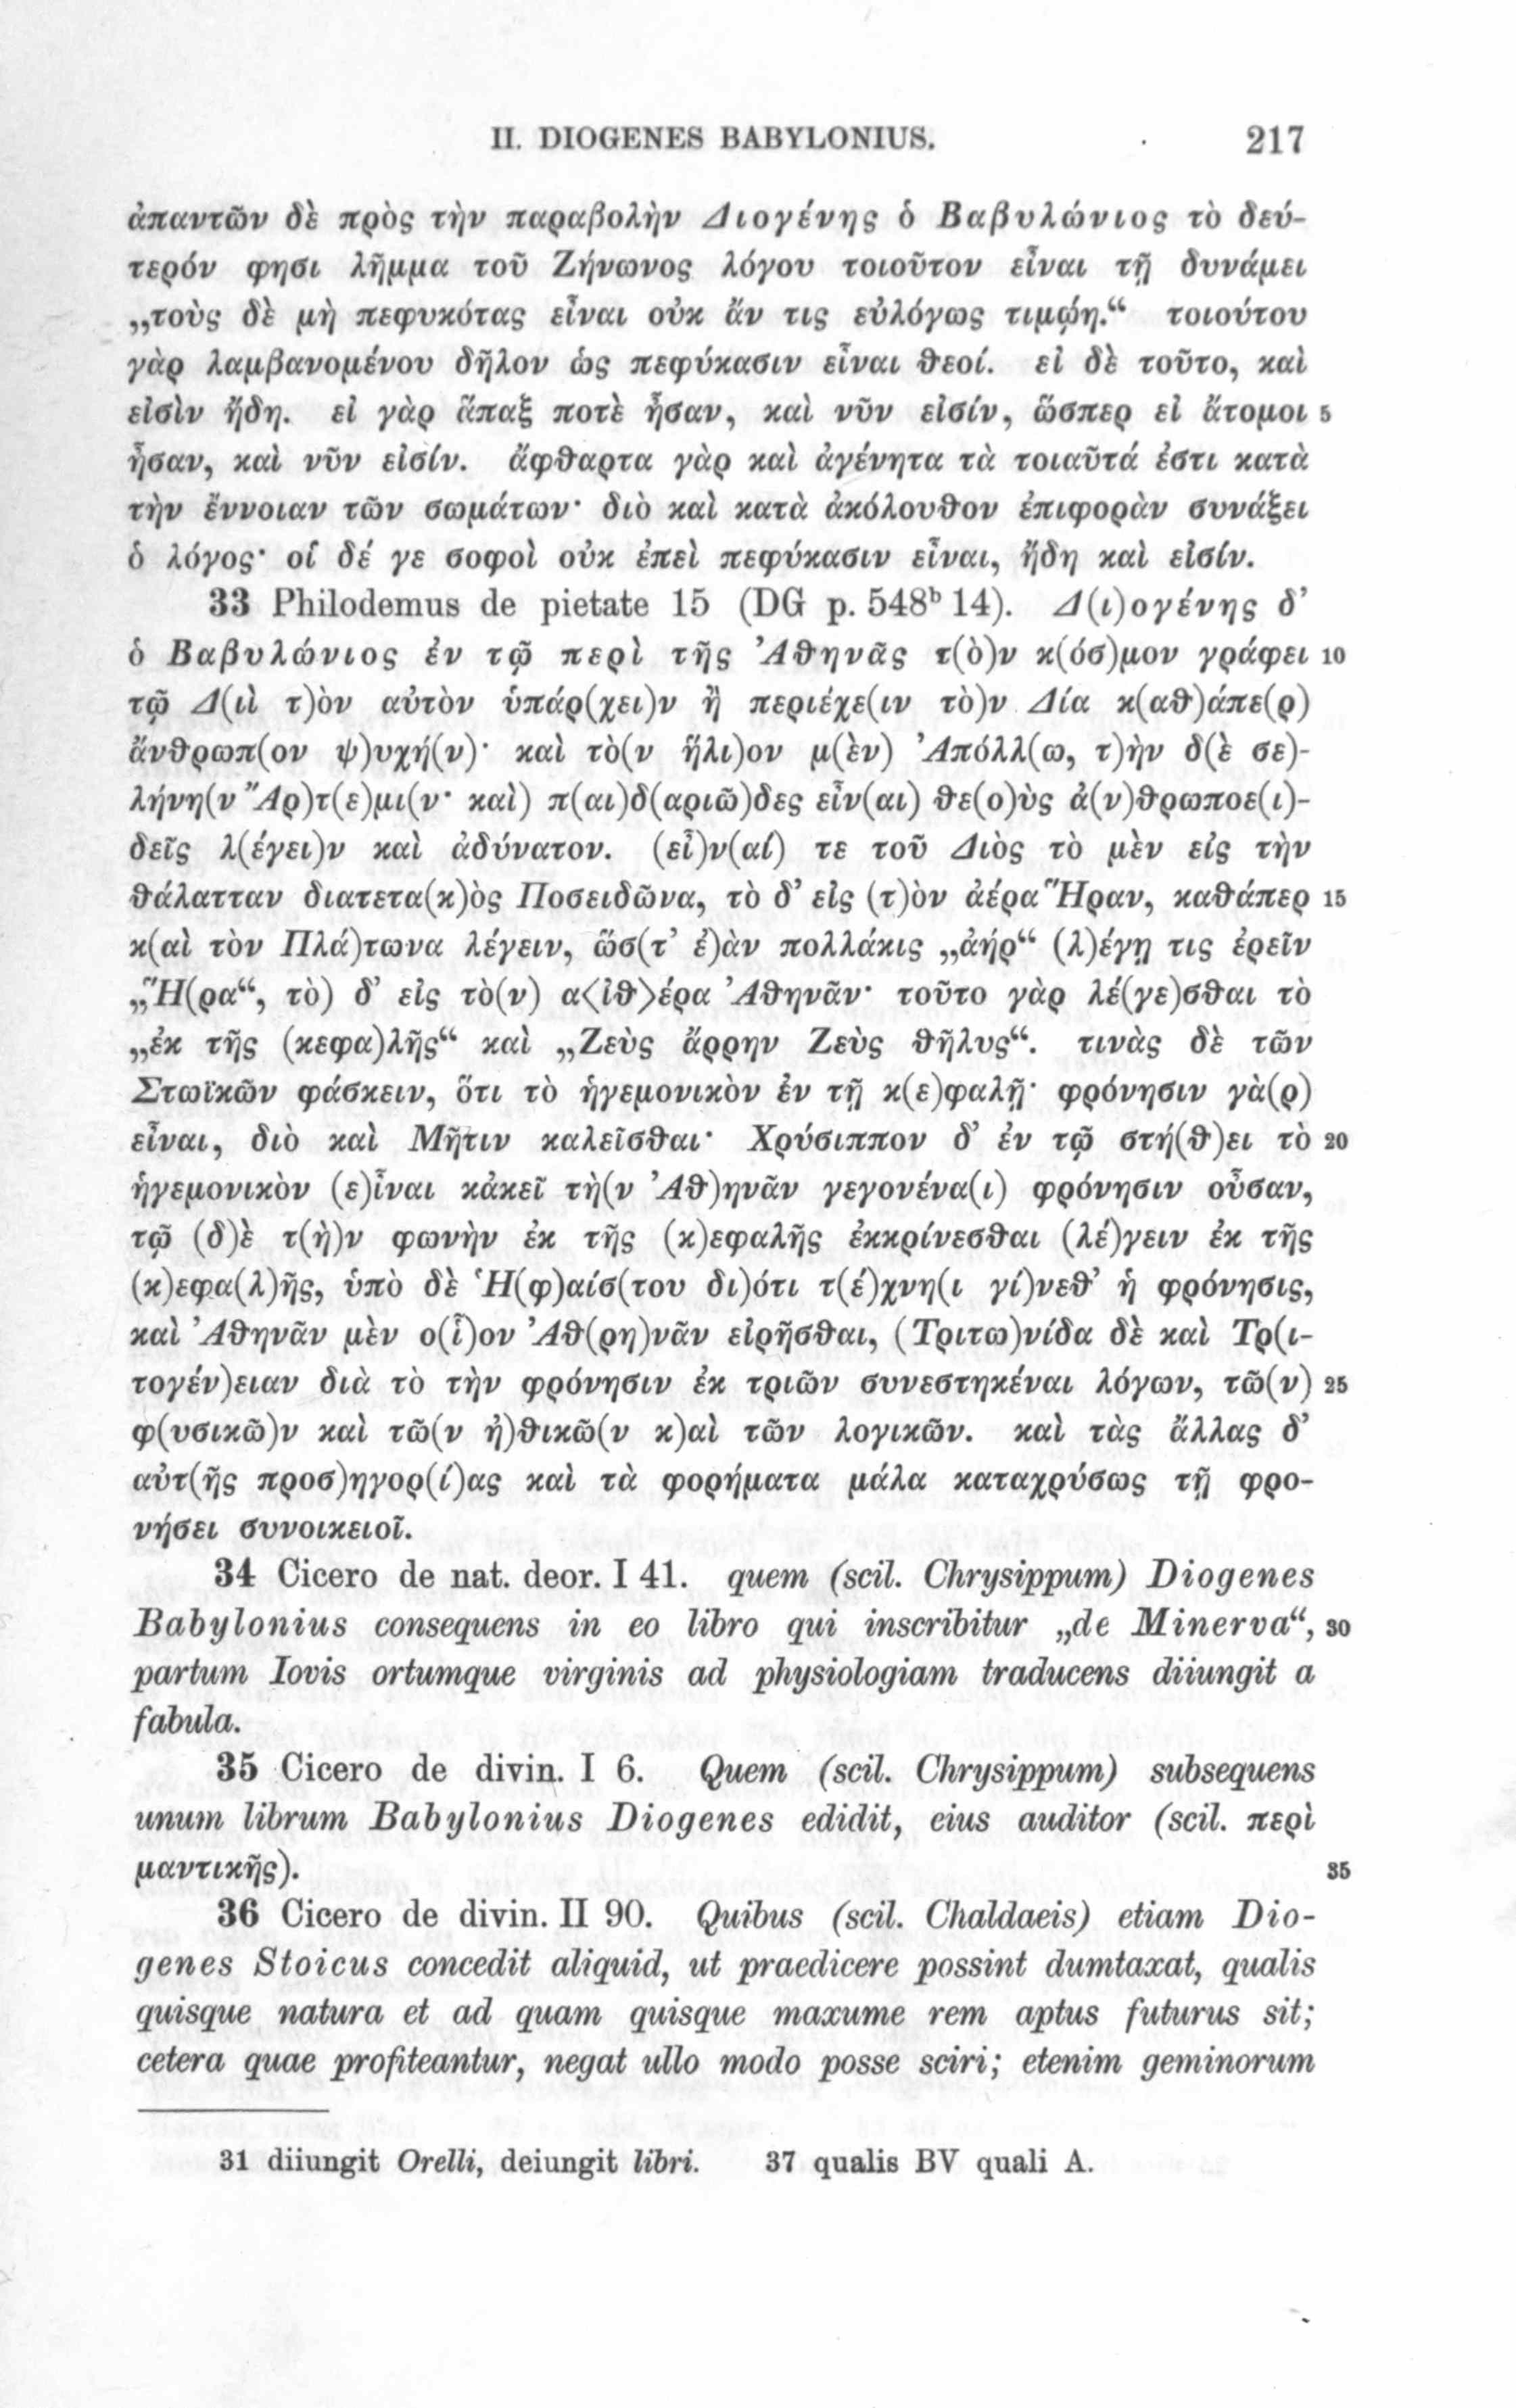 II. DIOGENES BABYLONIUS. 217
ἀπαντῶν δὲ πρὸς τὴν παραβολὴν Διογένης ὁ Βαβυλώνιος τὸ δεύ-
τερόν φησι λῆμμα τοῦ Ζήνωνος λόγου τοιοῦτον εἶναι τῇ δυνάμει
„τοὺς δὲ μὴ πεφυκότας εἶναι οὐκ ἄν τις εὐλόγως τιμῴη.“ τοιούτου
γὰρ λαμβανομένου δῆλον ὡς πεφύκασιν εἶναι θεοί. εἰ δὲ τοῦτο, καὶ
εἰσὶν ἤδη. εἰ γὰρ ἅπαξ ποτὲ ἦσαν, καὶ νῦν εἰσίν, ὥσπερ εἰ ἄτομοι 5
ἦσαν, καὶ νῦν εἰσίν. ἄφθαρτα γὰρ καὶ ἀγένητα τὰ τοιαῦτά ἐστι κατὰ
τὴν ἔννοιαν τῶν σωμάτων· διὸ καὶ κατὰ ἀκόλουθον ἐπιφορὰν συνάξει
ὁ λόγος· οἱ δέ γε σοφοὶ οὐκ ἐπεὶ πεφύκασιν εἶναι, ἤδη καὶ εἰσίν.
33 Philodemus de pietate 15 (DG p. 548ᵇ 14). Δ(ι)ογένης δ’
ὁ Βαβυλώνιος ἐν τῷ περὶ τῆς Ἀθηνᾶς τ(ὸ)ν κ(όσ)μον γράφει 10
τῷ Δ(ιὶ τ)ὸν αὐτὸν ὑπάρ(χει)ν ἢ περιέχε(ιν τὸ)ν Δία κ(αθ)άπε(ρ)
ἄνθρωπ(ον ψ)υχή(ν)· καὶ τὸ(ν ἥλι)ον μ(ὲν) Ἀπόλλ(ω, τ)ὴν δ(ὲ σε)-
λήνη(ν Ἄρ)τ(ε)μι(ν· καὶ) π(αι)δ(αριῶ)δες εἶν(αι) θε(ο)ὺς ἀ(ν)θρωποε(ι)-
δεῖς λ(έγει)ν καὶ ἀδύνατον. (εἶ)ν(αί) τε τοῦ Διὸς τὸ μὲν εἰς τὴν
θάλατταν διατετα(κ)ὸς Ποσειδῶνα, τὸ δ’ εἰς (τ)ὸν ἀέρα Ἥραν, καθάπερ 15
κ(αὶ τὸν Πλά)τωνα λέγειν, ὥσ(τ’ ἐ)ὰν πολλάκις „ἀήρ“ (λ)έγῃ τις ἐρεῖν
„Ἥ(ρα“, τὸ) δ’ εἰς τὸ(ν) α<ἰθ>έρα Ἀθηνᾶν· τοῦτο γὰρ λέ(γε)σθαι τὸ
„ἐκ τῆς (κεφα)λῆς“ καὶ „Ζεὺς ἄρρην Ζεὺς θῆλυς“. τινὰς δὲ τῶν
Στωϊκῶν φάσκειν, ὅτι τὸ ἡγεμονικὸν ἐν τῇ κ(ε)φαλῇ· φρόνησιν γὰ(ρ)
εἶναι, διὸ καὶ Μῆτιν καλεῖσθαι· Χρύσιππον δ’ ἐν τῷ στή(θ)ει τὸ 20
ἡγεμονικὸν (ε)ἶναι κἀκεῖ τὴ(ν Ἀθ)ηνᾶν γεγονένα(ι) φρόνησιν οὖσαν,
τῷ (δ)ὲ τ(ὴ)ν φωνὴν ἐκ τῆς (κ)εφαλῆς ἐκκρίνεσθαι (λέ)γειν ἐκ τῆς
(κ)εφα(λ)ῆς, ὑπὸ δὲ Ἡ(φ)αίσ(του δι)ότι τ(έ)χνη(ι γί)νεθ’ ἡ φρόνησις,
καὶ Ἀθηνᾶν μὲν ο(ἷ)ον Ἀθ(ρη)νᾶν εἰρῆσθαι, (Τριτω)νίδα δὲ καὶ Τρ(ι-
τογέν)ειαν διὰ τὸ τὴν φρόνησιν ἐκ τριῶν συνεστηκέναι λόγων, τῶ(ν) 25
φ(υσικῶ)ν καὶ τῶ(ν ἠ)θικῶ(ν κ)αὶ τῶν λογικῶν. καὶ τὰς ἄλλας δ’
αὐτ(ῆς προσ)ηγορ(ί)ας καὶ τὰ φορήματα μάλα καταχρύσως τῇ φρο-
νήσει συνοικειοῖ.
34 Cicero de nat. deor. I 41. quem (scil. Chrysippum) Diogenes
Babylonius consequens in eo libro qui inscribitur „de Minerva“, 30
partum Iovis ortumque virginis ad physiologiam traducens diiungit a
fabula.
35 Cicero de divin. I 6. Quem (scil. Chrysippum) subsequens
unum librum Babylonius Diogenes edidit, eius auditor (scil. περὶ
μαντικῆς). 35
36 Cicero de divin. II 90. Quibus (scil. Chaldaeis) etiam Dio-
genes Stoicus concedit aliquid, ut praedicere possint dumtaxat, qualis
quisque natura et ad quam quisque maxume rem aptus futurus sit;
cetera quae profiteantur, negat ullo modo posse sciri; etenim geminorum
31 diiungit Orelli, deiungit libri. 37 qualis BV quali A.